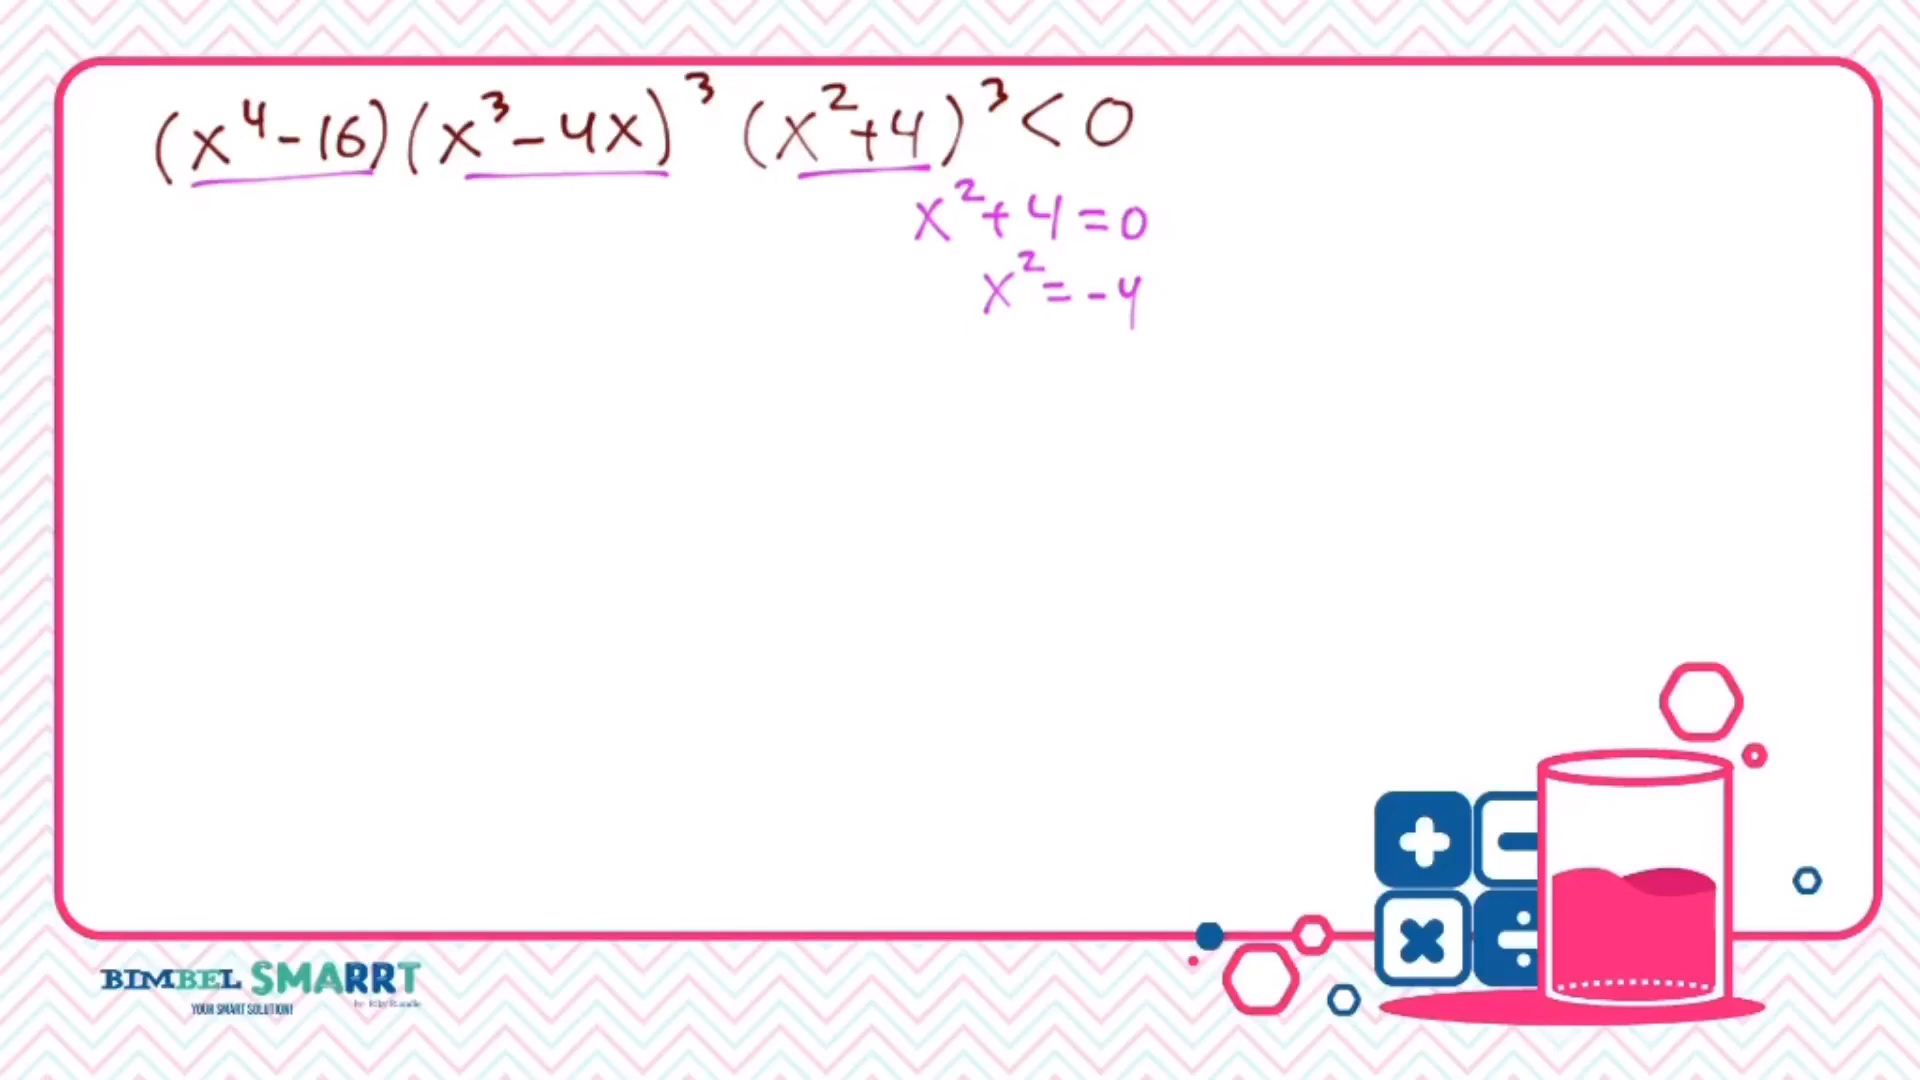 (x⁴-16)(x³-4x)³(x²+4)³<0
x²+4=0
x²=-4
BIMBEL SMARRT
YOUR SMART SOLUTION!